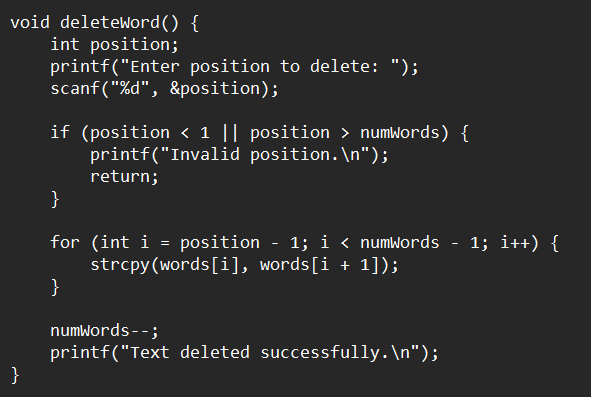 void deleteWord() {
    int position;
    printf("Enter position to delete: ");
    scanf("%d", &position);

    if (position < 1 || position > numWords) {
        printf("Invalid position.\n");
        return;
    }

    for (int i = position - 1; i < numWords - 1; i++) {
        strcpy(words[i], words[i + 1]);
    }

    numWords--;
    printf("Text deleted successfully.\n");
}